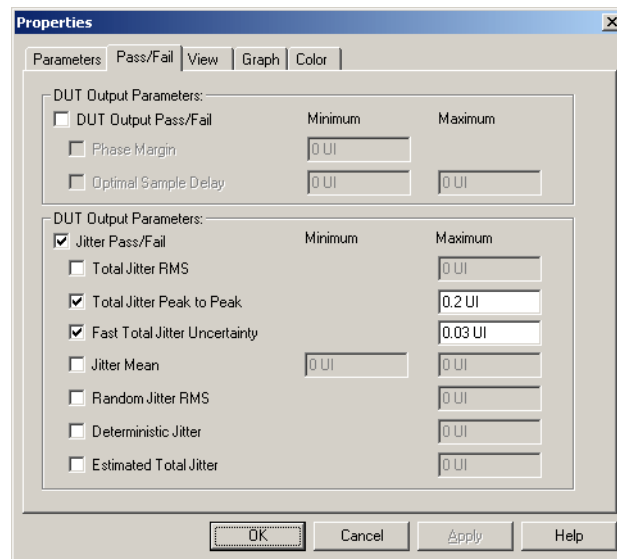 Properties
Parameters Pass/Fail View Graph Color
DUT Output Parameters:
DUT Output Pass/Fail Minimum Maximum
Phase Margin 0 UI
Optimal Sample Delay 0 UI 0 UI
DUT Output Parameters:
Jitter Pass/Fail Minimum Maximum
Total Jitter RMS 0 UI
Total Jitter Peak to Peak 0.2 UI
Fast Total Jitter Uncertainty 0.03 UI
Jitter Mean 0 UI 0 UI
Random Jitter RMS 0 UI
Deterministic Jitter 0 UI
Estimated Total Jitter 0 UI
OK Cancel Apply Help